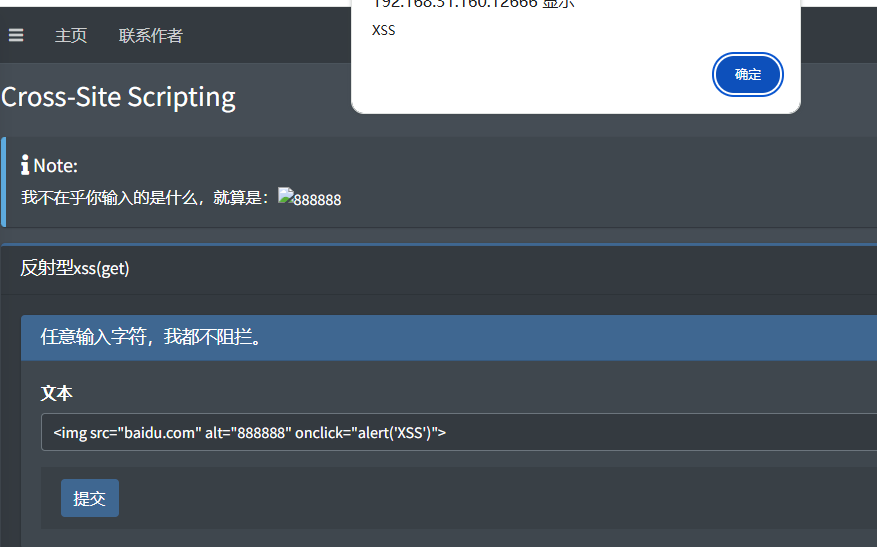 192.168.31.160:12666 显示
XSS
确定
主页 联系作者
Cross-Site Scripting
Note:
我不在乎你输入的是什么，就算是：888888
反射型xss(get)
任意输入字符，我都不阻拦。
文本
<img src="baidu.com" alt="888888" onclick="alert('XSS')">
提交